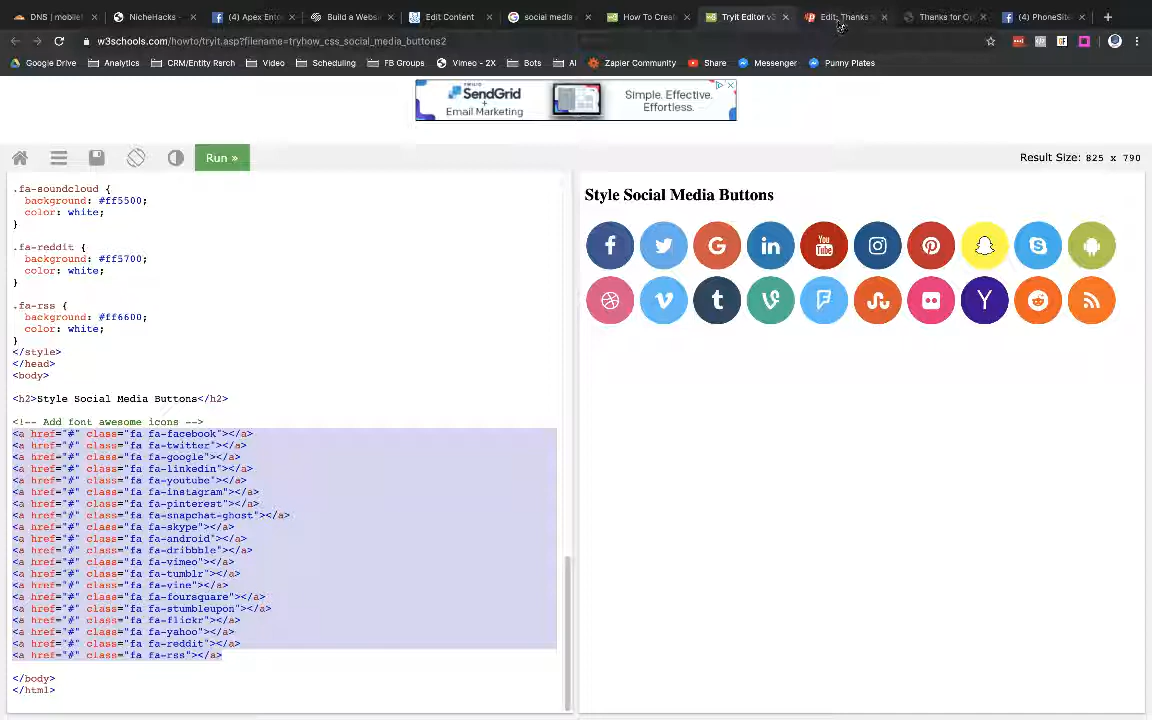 DNS | mobile
NicheHacks -
(4) Apex Ent
Build a Websi
Edit Content
social media
How To Creat
Tryit Editor v3
Edit: Thanks
Thanks for Op
(4) PhoneSite
w3schools.com/howto/tryit.asp?filename=tryhow_css_social_media_buttons2
Google Drive
Analytics
CRM/Entity Rsrch
Video
Scheduling
FB Groups
Vimeo - 2X
Bots
AI
Zapier Community
Share
Messenger
Punny Plates
SendGrid
+
Email Marketing
Simple. Effective.
Effortless.
Run »
Result Size: 825 x 790
.fa-soundcloud {
  background: #ff5500;
  color: white;
}
.fa-reddit {
  background: #ff5700;
  color: white;
}
.fa-rss {
  background: #ff6600;
  color: white;
}
</style>
</head>
<body>
<h2>Style Social Media Buttons</h2>
<!-- Add font awesome icons -->
<a href="#" class="fa fa-facebook"></a>
<a href="#" class="fa fa-twitter"></a>
<a href="#" class="fa fa-google"></a>
<a href="#" class="fa fa-linkedin"></a>
<a href="#" class="fa fa-youtube"></a>
<a href="#" class="fa fa-instagram"></a>
<a href="#" class="fa fa-pinterest"></a>
<a href="#" class="fa fa-snapchat-ghost"></a>
<a href="#" class="fa fa-skype"></a>
<a href="#" class="fa fa-android"></a>
<a href="#" class="fa fa-dribbble"></a>
<a href="#" class="fa fa-vimeo"></a>
<a href="#" class="fa fa-tumblr"></a>
<a href="#" class="fa fa-vine"></a>
<a href="#" class="fa fa-foursquare"></a>
<a href="#" class="fa fa-stumbleupon"></a>
<a href="#" class="fa fa-flickr"></a>
<a href="#" class="fa fa-yahoo"></a>
<a href="#" class="fa fa-reddit"></a>
<a href="#" class="fa fa-rss"></a>
</body>
</html>
Style Social Media Buttons
You
Tube